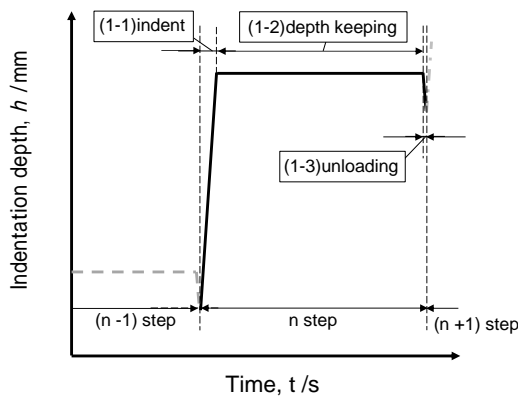 (1-1)indent
(1-2)depth keeping
(1-3)unloading
Indentation depth, h /mm
(n -1) step
n step
(n +1) step
Time, t /s